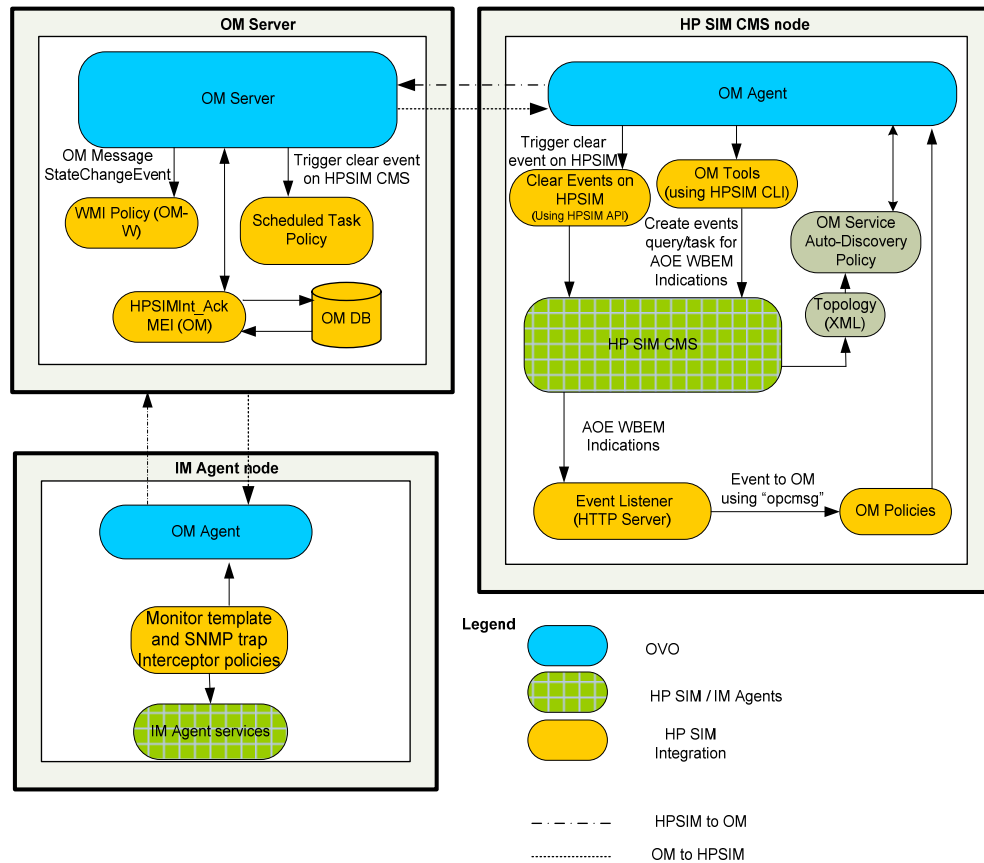 OM Server
OM Server
OM Message
StateChangeEvent
Trigger clear event
on HPSIM CMS
WMI Policy (OM-
W)
Scheduled Task
Policy
HPSIMInt_Ack
MEI (OM)
OM DB
HP SIM CMS node
OM Agent
Trigger clear
event on HPSIM
Clear Events on
HPSIM
(Using HPSIM API)
OM Tools
(using HPSIM CLI)
Create events
query/task for
AOE WBEM
Indications
OM Service
Auto-Discovery
Policy
Topology
(XML)
HP SIM CMS
AOE WBEM
Indications
Event Listener
(HTTP Server)
Event to OM
using “opcmsg”
OM Policies
IM Agent node
OM Agent
Monitor template
and SNMP trap
Interceptor policies
IM Agent services
Legend
OVO
HP SIM / IM Agents
HP SIM
Integration
HPSIM to OM
OM to HPSIM